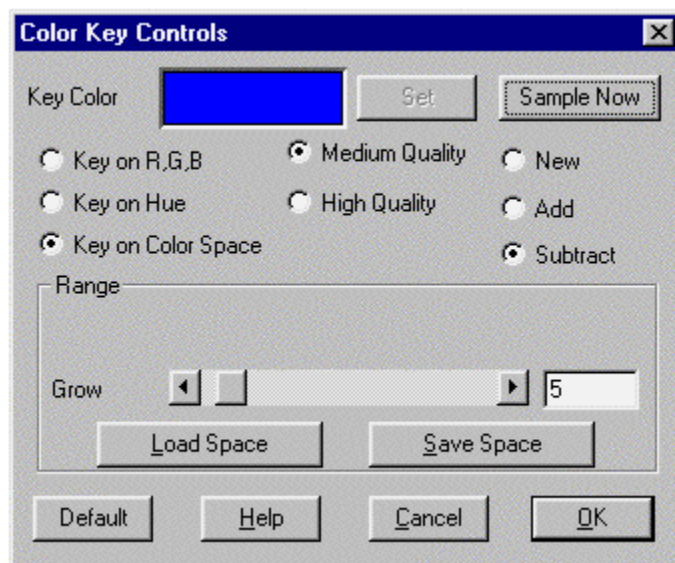 Color Key Controls
Key Color Set Sample Now
Key on R,G,B Medium Quality New
Key on Hue High Quality Add
Key on Color Space Subtract
Range
Grow 5
Load Space Save Space
Default Help Cancel OK